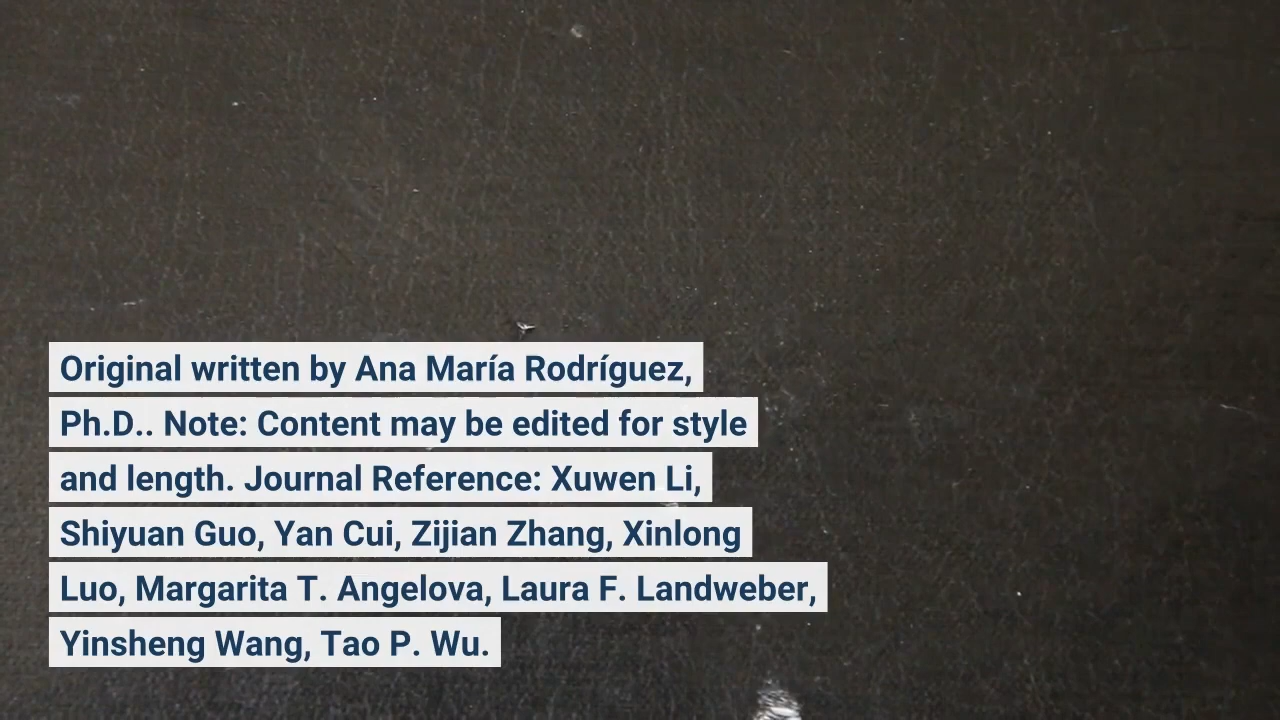 Original written by Ana María Rodríguez,
Ph.D.. Note: Content may be edited for style
and length. Journal Reference: Xuwen Li,
Shiyuan Guo, Yan Cui, Zijian Zhang, Xinlong
Luo, Margarita T. Angelova, Laura F. Landweber,
Yinsheng Wang, Tao P. Wu.